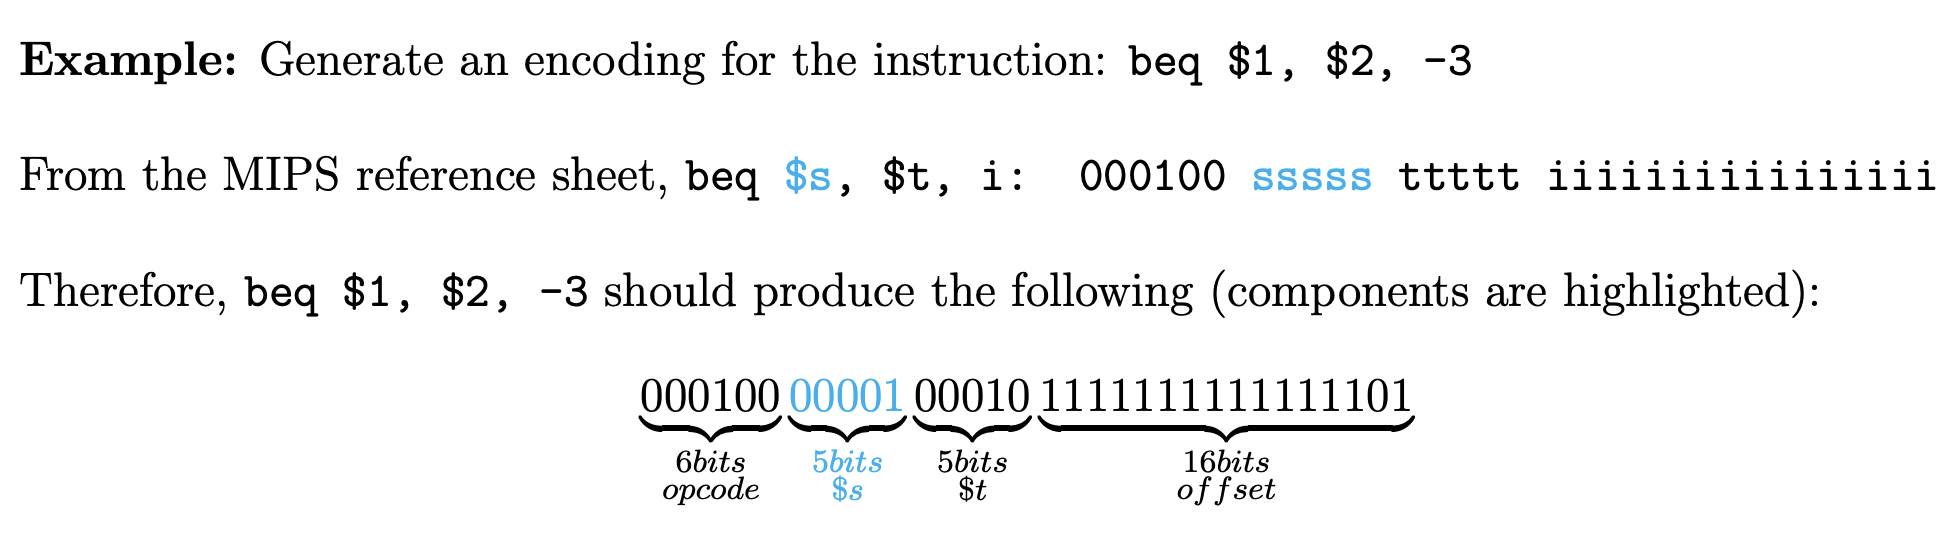 Example: Generate an encoding for the instruction: beq $1, $2, -3
From the MIPS reference sheet, beq $s, $t, i: 000100 sssss ttttt iiiiiiiiiiiiiiii
Therefore, beq $1, $2, -3 should produce the following (components are highlighted):
000100 00001 00010 1111111111111101
6bits 5bits 5bits 16bits
opcode $s $t offset